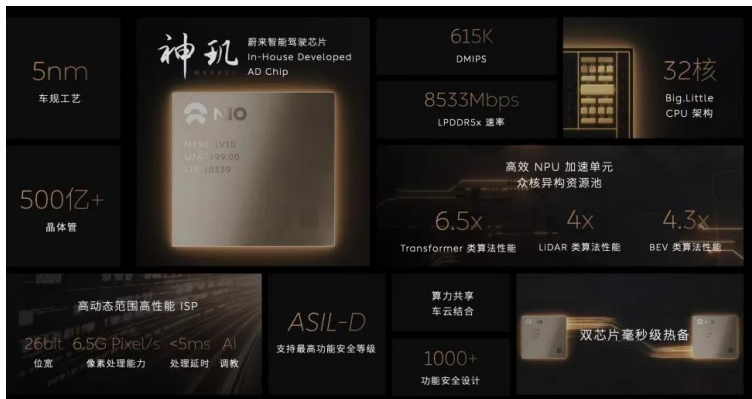 5nm
车规工艺
神玑
NX9031
蔚来智能驾驶芯片
In-House Developed
AD Chip
NIO
615K
DMIPS
8533Mbps
LPDDR5x 速率
32核
Big.Little
CPU 架构
500亿+
晶体管
高效 NPU 加速单元
众核异构资源池
6.5x
Transformer 类算法性能
4x
LIDAR 类算法性能
4.3x
BEV 类算法性能
高动态范围高性能 ISP
26bit
位宽
6.5G Pixel/s
像素处理能力
<5ms
处理延时
AI
调教
ASIL-D
支持最高功能安全等级
算力共享
车云结合
1000+
功能安全设计
双芯片毫秒级热备